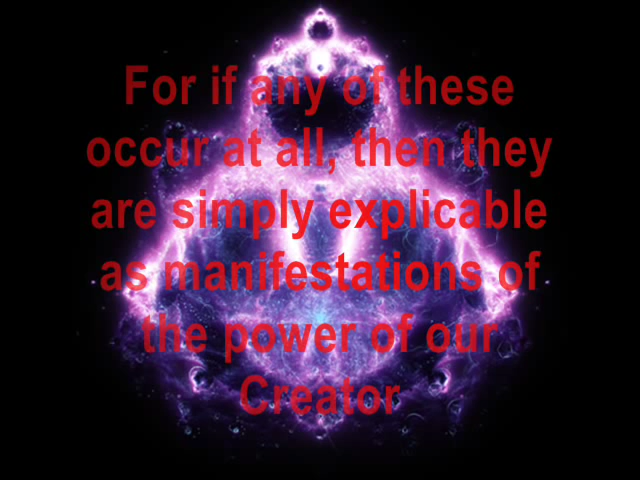 For if any of these
occur at all, then they
are simply explicable
as manifestations of
the power of our
Creator